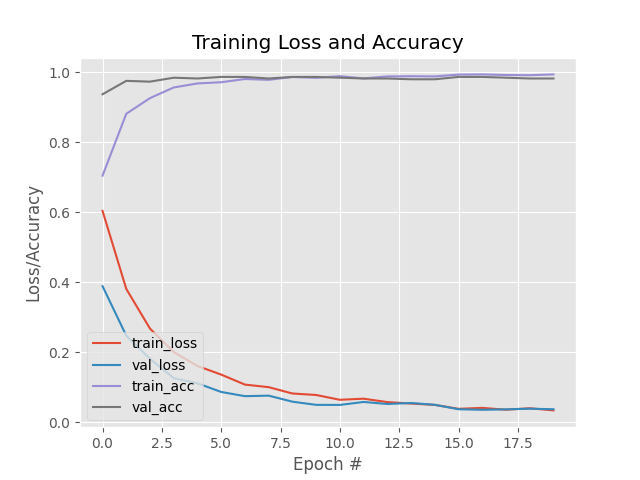 Training Loss and Accuracy
1.0
0.8
0.6
0.4
0.2
0.0
Loss/Accuracy
train_loss
val_loss
train_acc
val_acc
0.0 2.5 5.0 7.5 10.0 12.5 15.0 17.5
Epoch #